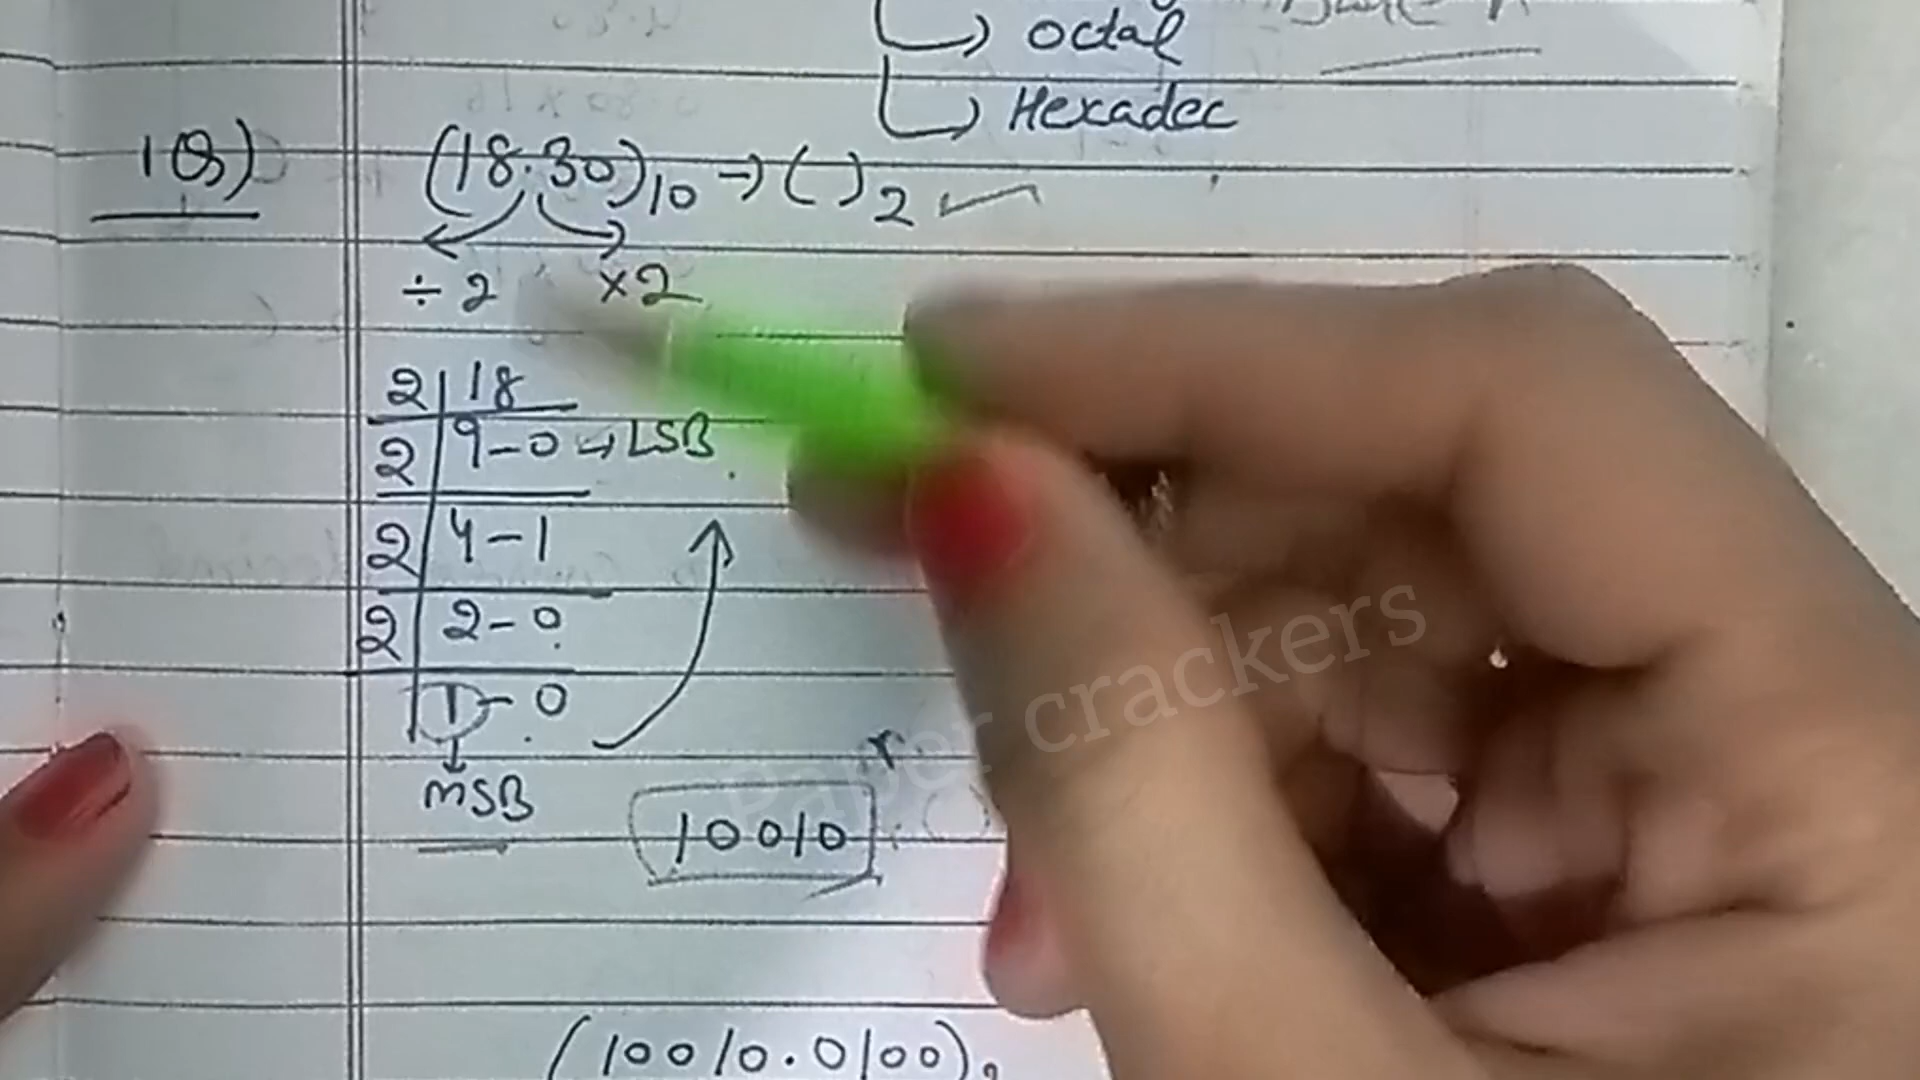 octal
Hexadec
1(Q)
(18.30)10 → ( )2
÷2 ×2
2 | 18
2 | 9 - 0 → LSB
2 | 4 - 1
2 | 2 - 0
1 - 0
MSB
10010
(10010.0100)2
Paper crackers